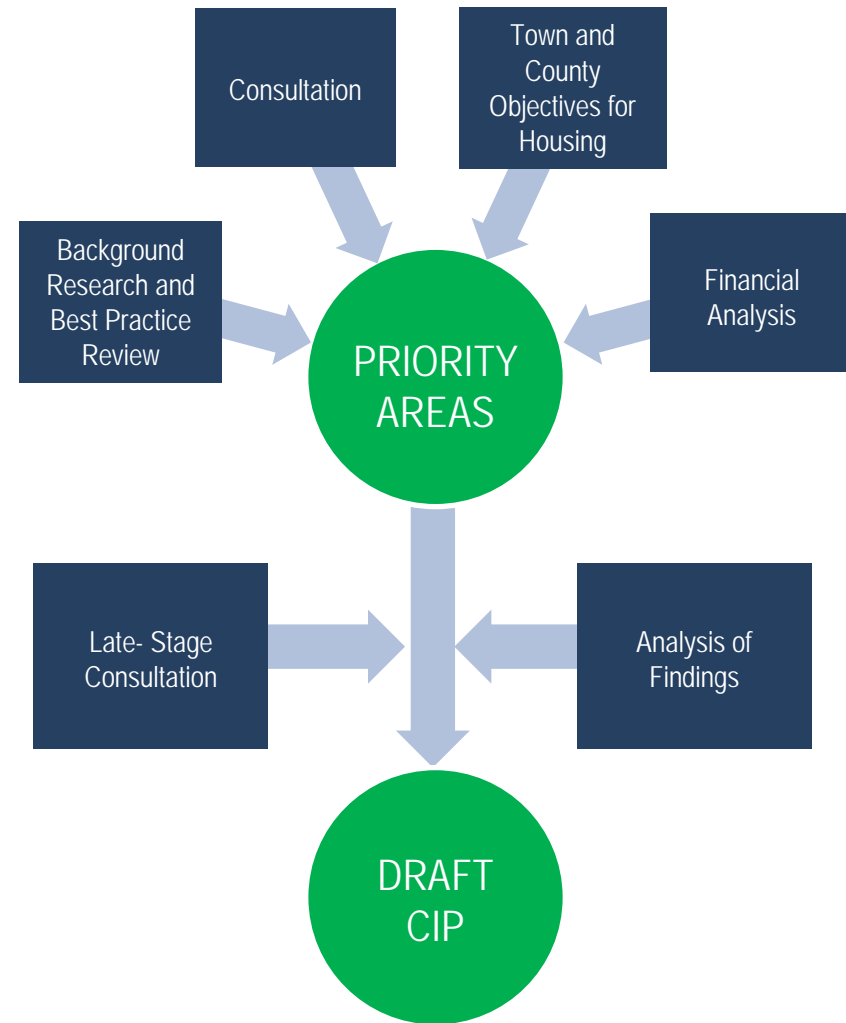 Consultation
Town and
County
Objectives for
Housing
Background
Research and
Best Practice
Review
Financial
Analysis
PRIORITY
AREAS
Late- Stage
Consultation
Analysis of
Findings
DRAFT
CIP